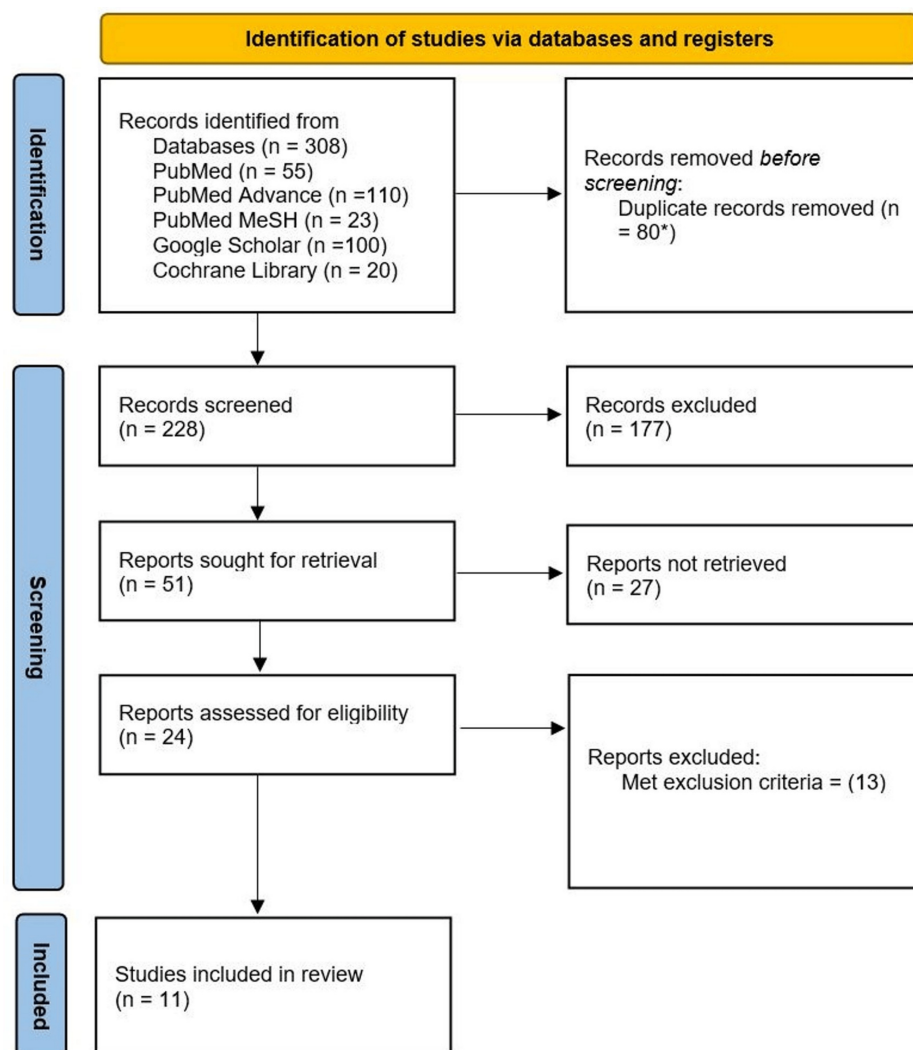 Identification of studies via databases and registers
Identification
Records identified from
Databases (n = 308)
PubMed (n = 55)
PubMed Advance (n =110)
PubMed MeSH (n = 23)
Google Scholar (n =100)
Cochrane Library (n = 20)
Records removed before
screening:
Duplicate records removed (n
= 80*)
Screening
Records screened
(n = 228)
Records excluded
(n = 177)
Reports sought for retrieval
(n = 51)
Reports not retrieved
(n = 27)
Reports assessed for eligibility
(n = 24)
Reports excluded:
Met exclusion criteria = (13)
Included
Studies included in review
(n = 11)